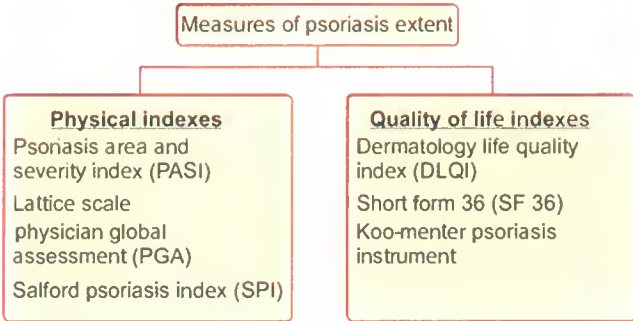 Measures of psoriasis extent
Physical indexes
Psoriasis area and
severity index (PASI)
Lattice scale
physician global
assessment (PGA)
Salford psoriasis index (SPI)
Quality of life indexes
Dermatology life quality
index (DLQI)
Short form 36 (SF 36)
Koo-menter psoriasis
instrument